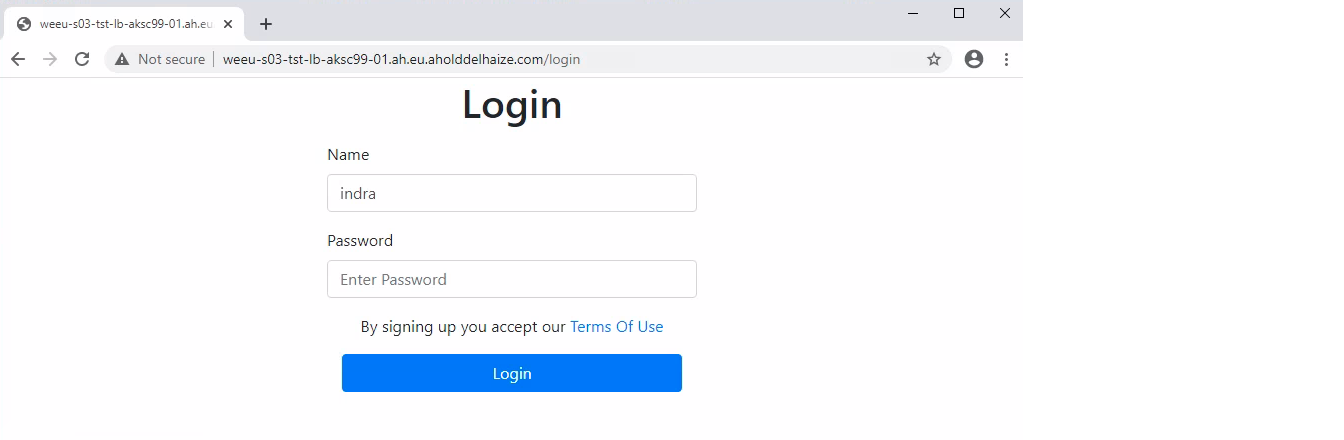 weeu-s03-tst-lb-aksc99-01.ah.eu
Not secure weeu-s03-tst-lb-aksc99-01.ah.eu.aholddelhaize.com/login
Login
Name
indra
Password
Enter Password
By signing up you accept our Terms Of Use
Login